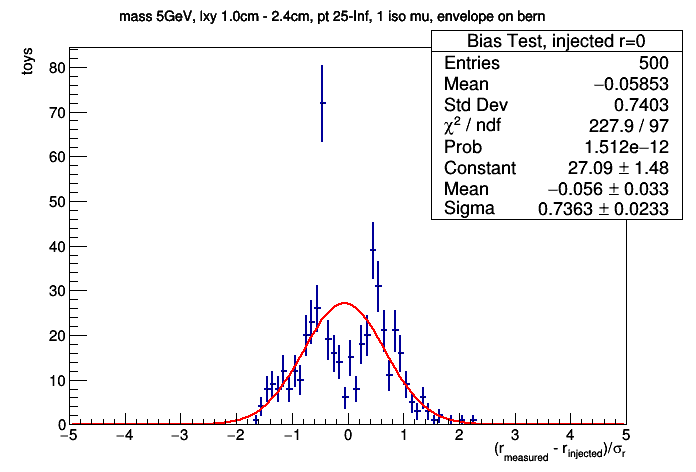 mass 5GeV, lxy 1.0cm - 2.4cm, pt 25-Inf, 1 iso mu, envelope on bern
Bias Test, injected r=0
Entries 500
Mean −0.05853
Std Dev 0.7403
χ² / ndf 227.9 / 97
Prob 1.512e−12
Constant 27.09 ± 1.48
Mean −0.056 ± 0.033
Sigma 0.7363 ± 0.0233
toys
80
70
60
50
40
30
20
10
0
−5 −4 −3 −2 −1 0 1 2 3 4 5
(r_measured - r_injected)/σ_r